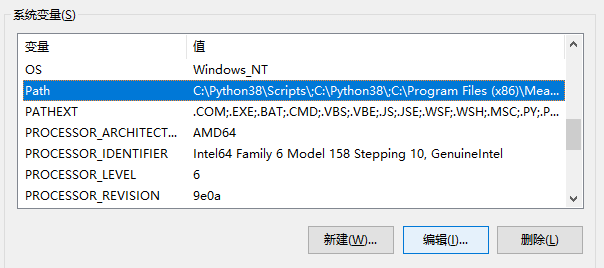 系统变量(S)
变量 值
OS Windows_NT
Path C:\Python38\Scripts\;C:\Python38\;C:\Program Files (x86)\Mea...
PATHEXT .COM;.EXE;.BAT;.CMD;.VBS;.VBE;.JS;.JSE;.WSF;.WSH;.MSC;.PY;.P...
PROCESSOR_ARCHITECT... AMD64
PROCESSOR_IDENTIFIER Intel64 Family 6 Model 158 Stepping 10, GenuineIntel
PROCESSOR_LEVEL 6
PROCESSOR_REVISION 9e0a
新建(W)... 编辑(I)... 删除(L)